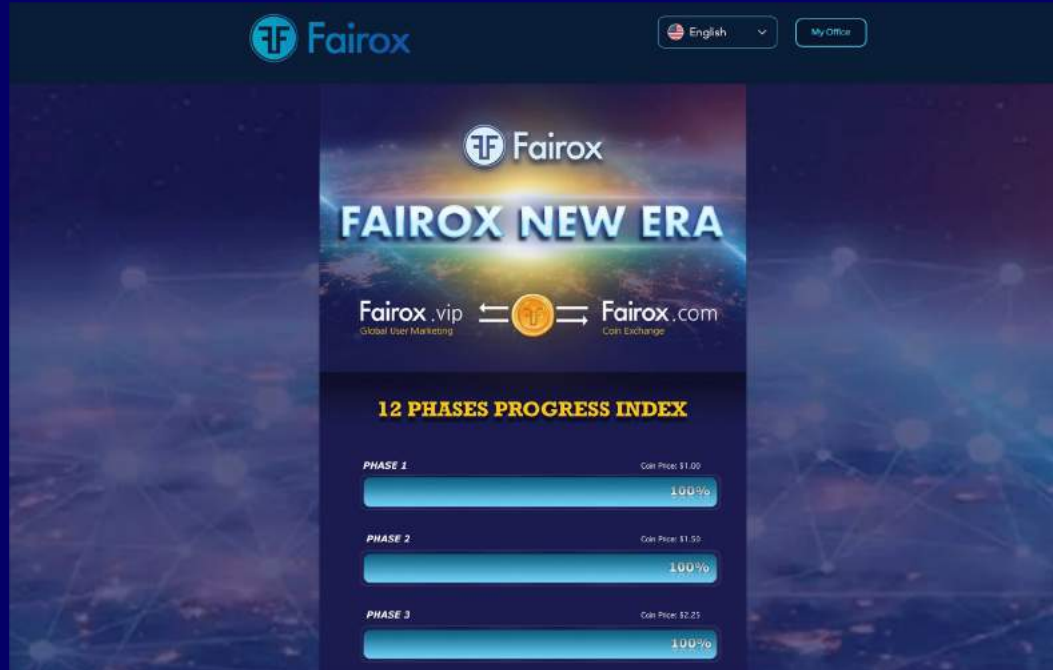 Fairox
English
My Office
Fairox
FAIROX NEW ERA
Fairox.vip
Global User Marketing
Fairox.com
Coin Exchange
12 PHASES PROGRESS INDEX
PHASE 1 Coin Price: $1.00
100%
PHASE 2 Coin Price: $1.50
100%
PHASE 3 Coin Price: $2.25
100%